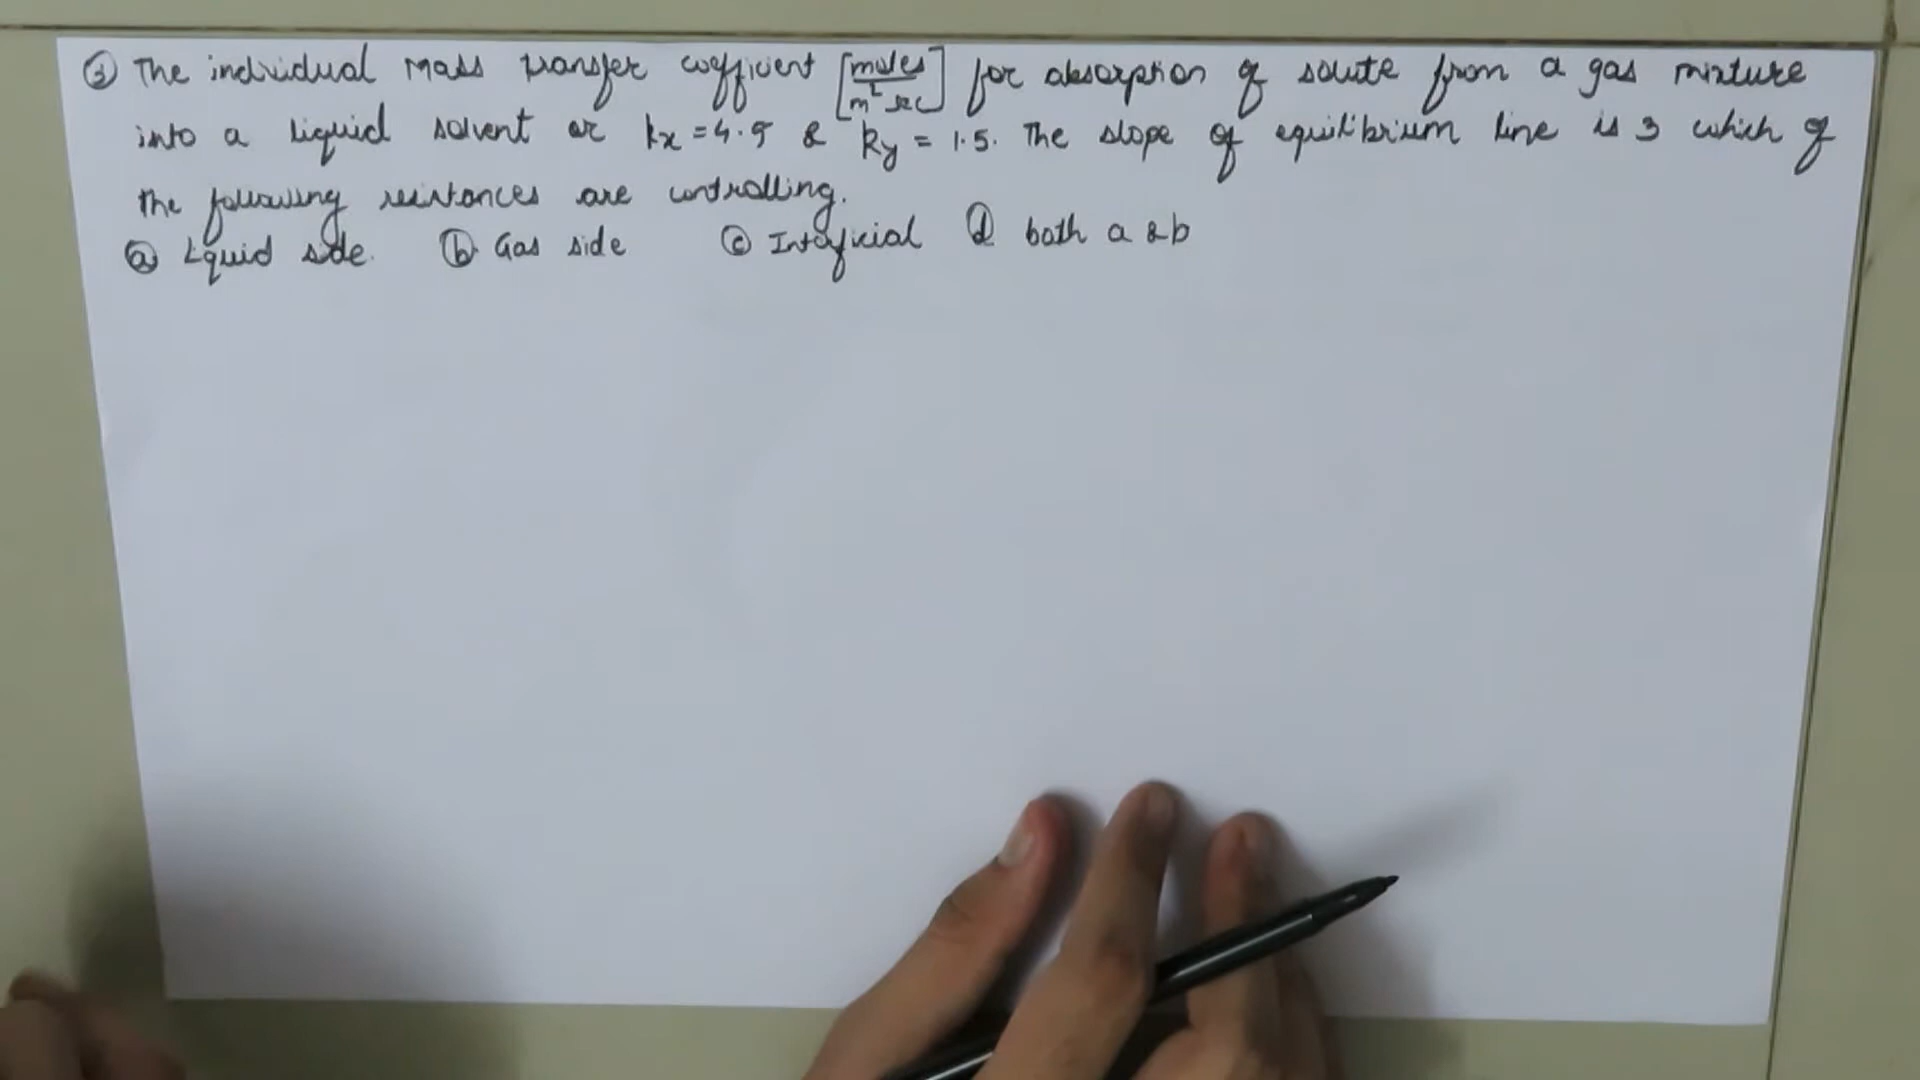 ③ The individual mass transfer coefficient [moles/m² sec] for absorption of solute from a gas mixture
into a liquid solvent ar kx = 4.5 & ky = 1.5. The slope of equilibrium line is 3 which of
the following resistances are controlling.
ⓐ Liquid side. ⓑ Gas side ⓒ Interficial ⓓ both a & b